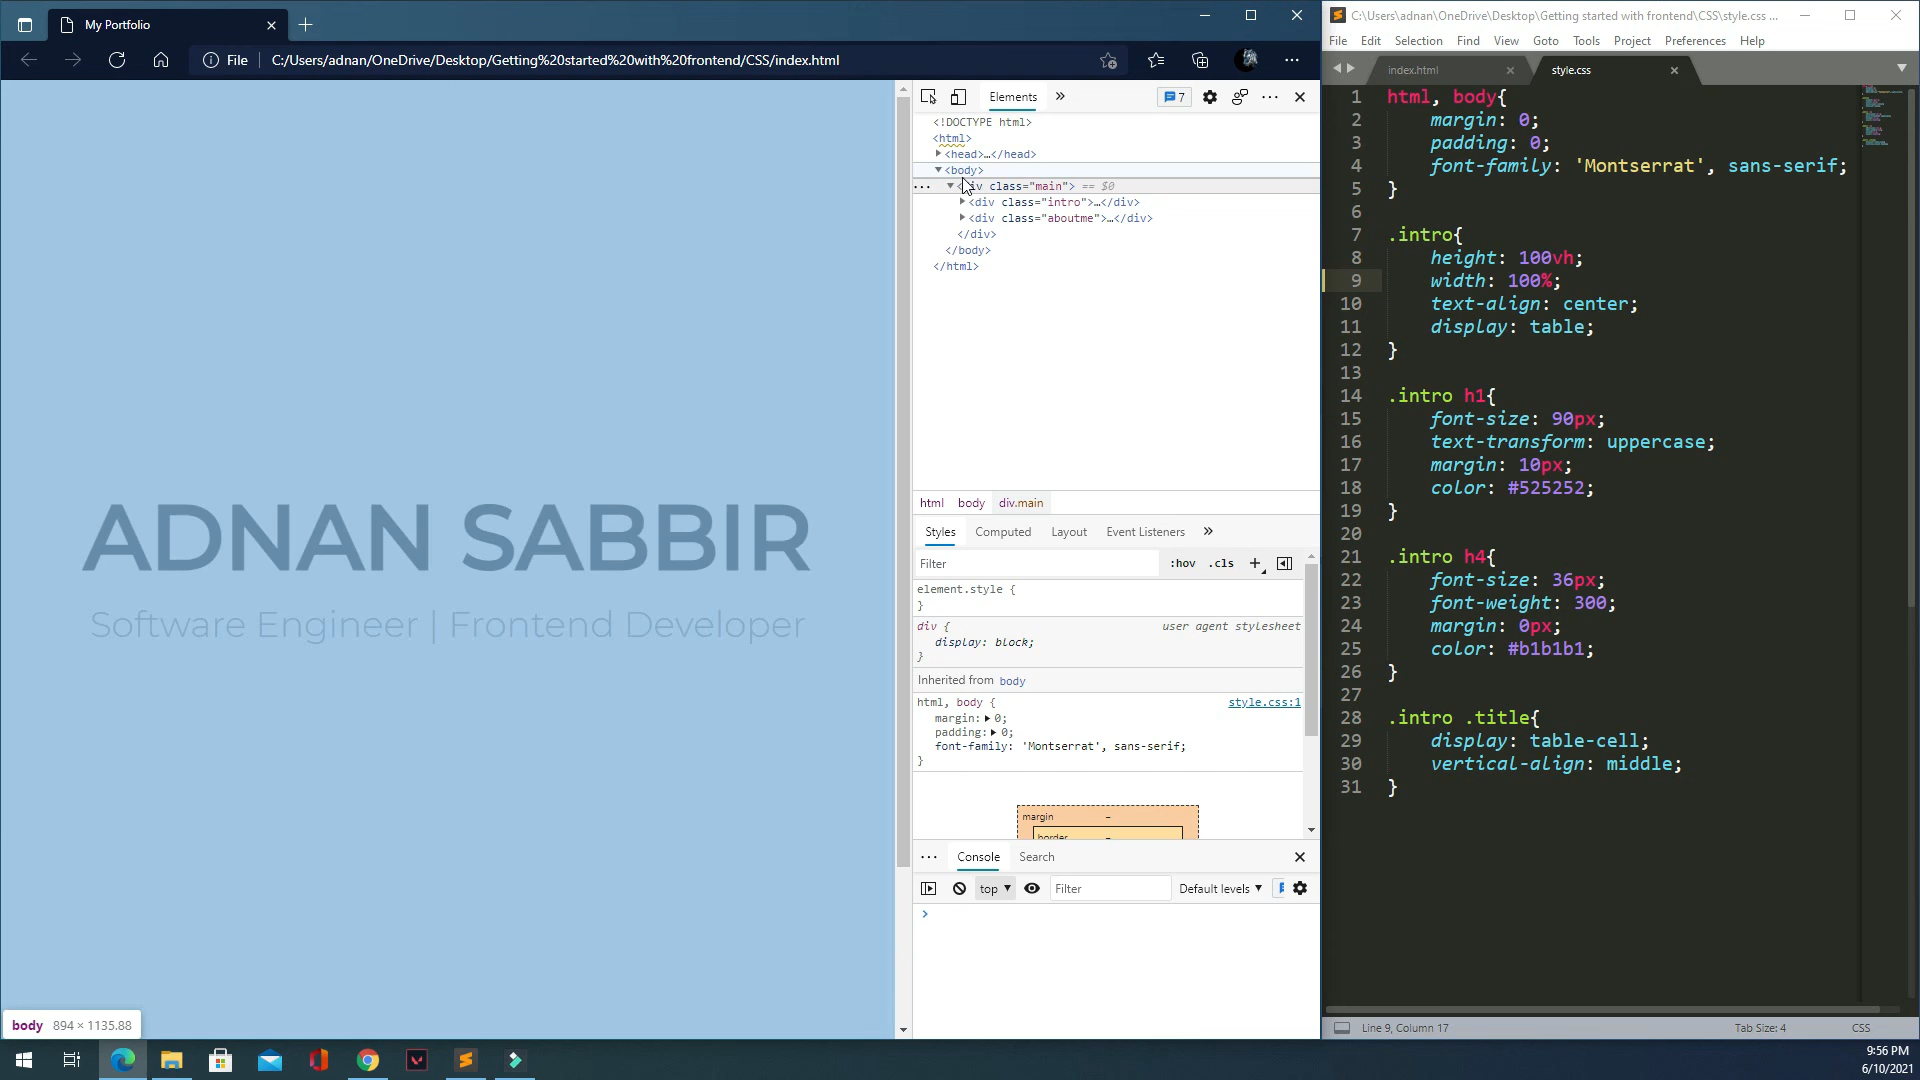 My Portfolio
File
C:/Users/adnan/OneDrive/Desktop/Getting%20started%20with%20frontend/CSS/index.html
ADNAN SABBIR
Software Engineer | Frontend Developer
body 894 × 1135.88
Elements
7
<!DOCTYPE html>
<html>
<head>…</head>
<body>
iv class="main"> == $0
<div class="intro">…</div>
<div class="aboutme">…</div>
</div>
</body>
</html>
html body div.main
Styles Computed Layout Event Listeners
Filter :hov .cls
element.style {
}
div { user agent stylesheet
display: block;
}
Inherited from body
html, body { style.css:1
margin: 0;
padding: 0;
font-family: 'Montserrat', sans-serif;
}
margin –
border –
Console Search
top Filter Default levels
C:\Users\adnan\OneDrive\Desktop\Getting started with frontend\CSS\style.css ...
File Edit Selection Find View Goto Tools Project Preferences Help
index.html style.css
1 html, body{
2 margin: 0;
3 padding: 0;
4 font-family: 'Montserrat', sans-serif;
5 }
6
7 .intro{
8 height: 100vh;
9 width: 100%;
10 text-align: center;
11 display: table;
12 }
13
14 .intro h1{
15 font-size: 90px;
16 text-transform: uppercase;
17 margin: 10px;
18 color: #525252;
19 }
20
21 .intro h4{
22 font-size: 36px;
23 font-weight: 300;
24 margin: 0px;
25 color: #b1b1b1;
26 }
27
28 .intro .title{
29 display: table-cell;
30 vertical-align: middle;
31 }
Line 9, Column 17 Tab Size: 4 CSS
9:56 PM
6/10/2021